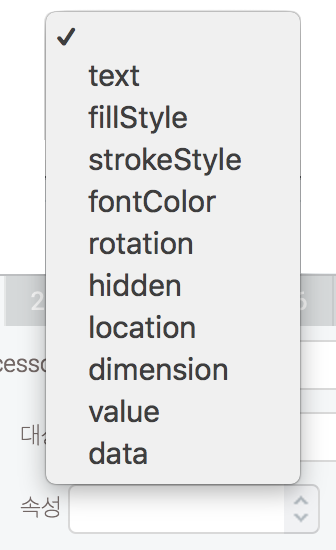 ✓
text
fillStyle
strokeStyle
fontColor
rotation
hidden
location
dimension
value
data
속성